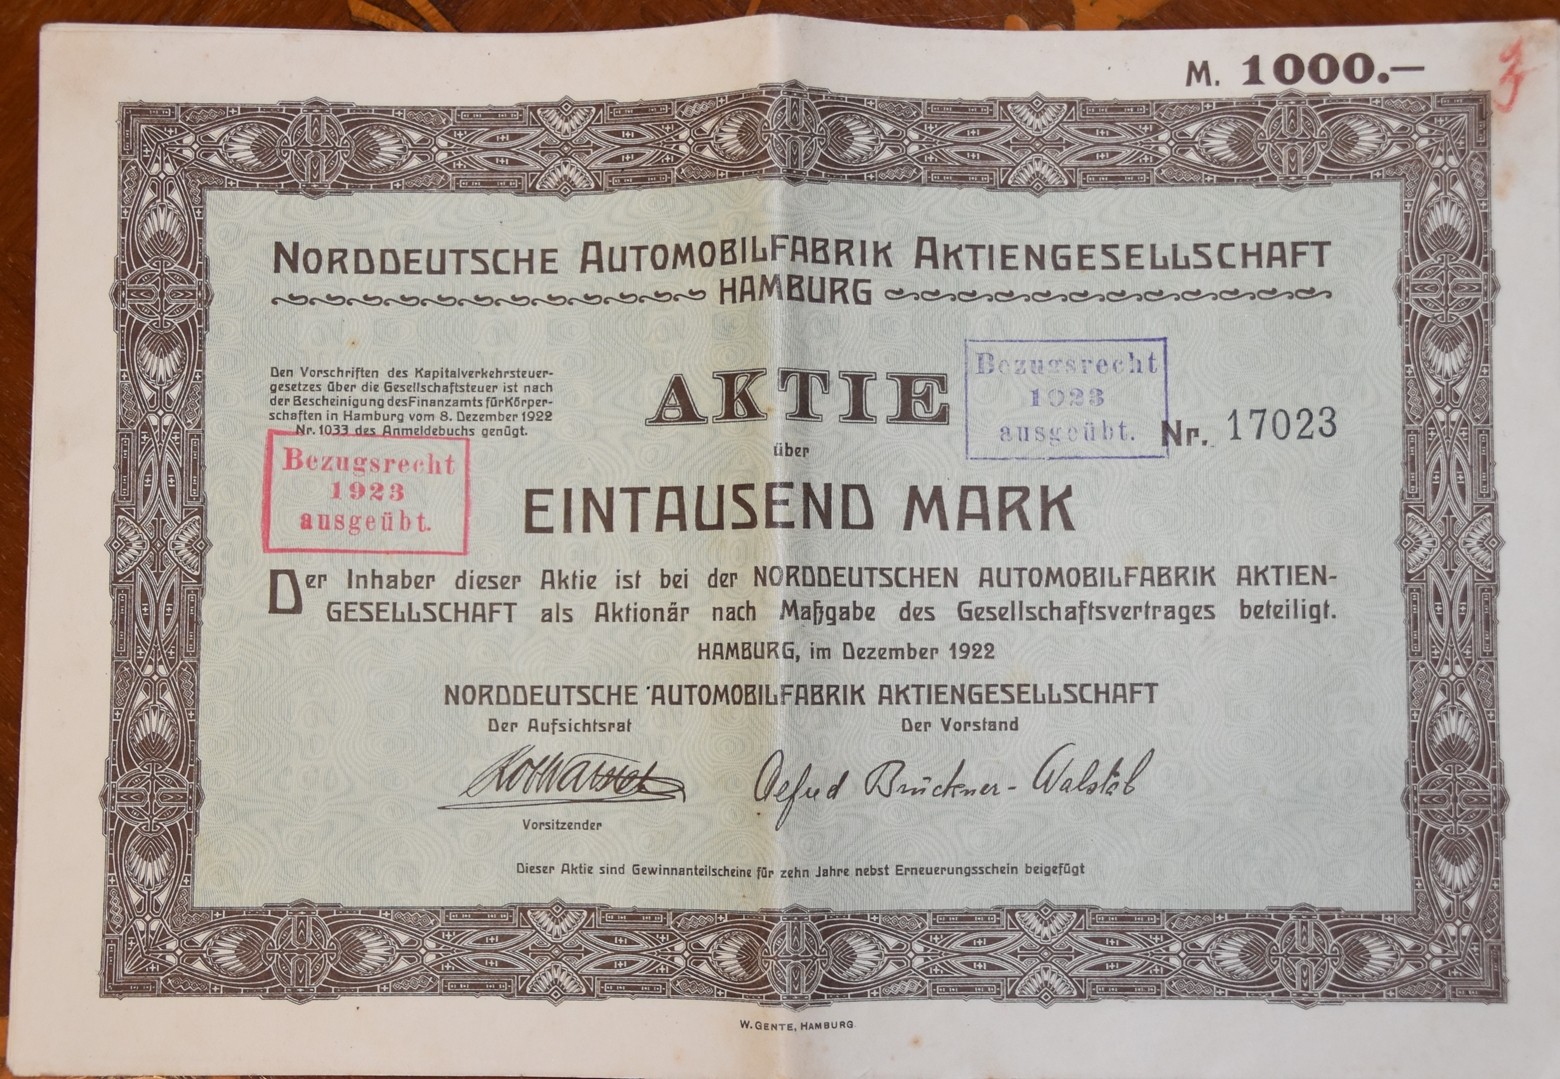 M. 1000.—
3
NORDDEUTSCHE AUTOMOBILFABRIK AKTIENGESELLSCHAFT
HAMBURG
Den Vorschriften des Kapitalverkehrsteuer-
gesetzes über die Gesellschaftsteuer ist nach
der Bescheinigung des Finanzamts für Körper-
schaften in Hamburg vom 8. Dezember 1922
Nr. 1033 des Anmeldebuchs genügt.
AKTIE
Bezugsrecht
1923
ausgeübt.
Nr. 17023
über
Bezugsrecht
1923
ausgeübt.
EINTAUSEND MARK
Der Inhaber dieser Aktie ist bei der NORDDEUTSCHEN AUTOMOBILFABRIK AKTIEN-
GESELLSCHAFT als Aktionär nach Maßgabe des Gesellschaftsvertrages beteiligt.
HAMBURG, im Dezember 1922
NORDDEUTSCHE AUTOMOBILFABRIK AKTIENGESELLSCHAFT
Der Aufsichtsrat Der Vorstand
Alfred Brückner-Walstab
Vorsitzender
Dieser Aktie sind Gewinnanteilscheine für zehn Jahre nebst Erneuerungsschein beigefügt
W. GENTE, HAMBURG.